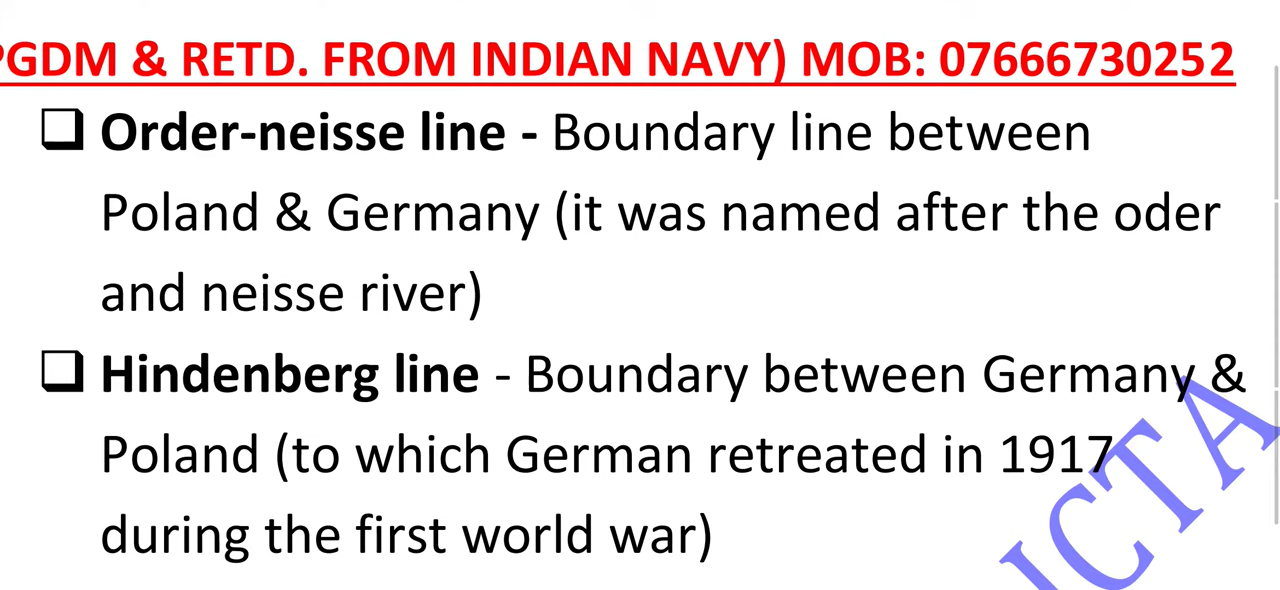 PGDM & RETD. FROM INDIAN NAVY) MOB: 07666730252
❑ Order-neisse line - Boundary line between
Poland & Germany (it was named after the oder
and neisse river)
❑ Hindenberg line - Boundary between Germany &
Poland (to which German retreated in 1917
during the first world war)
ICTA